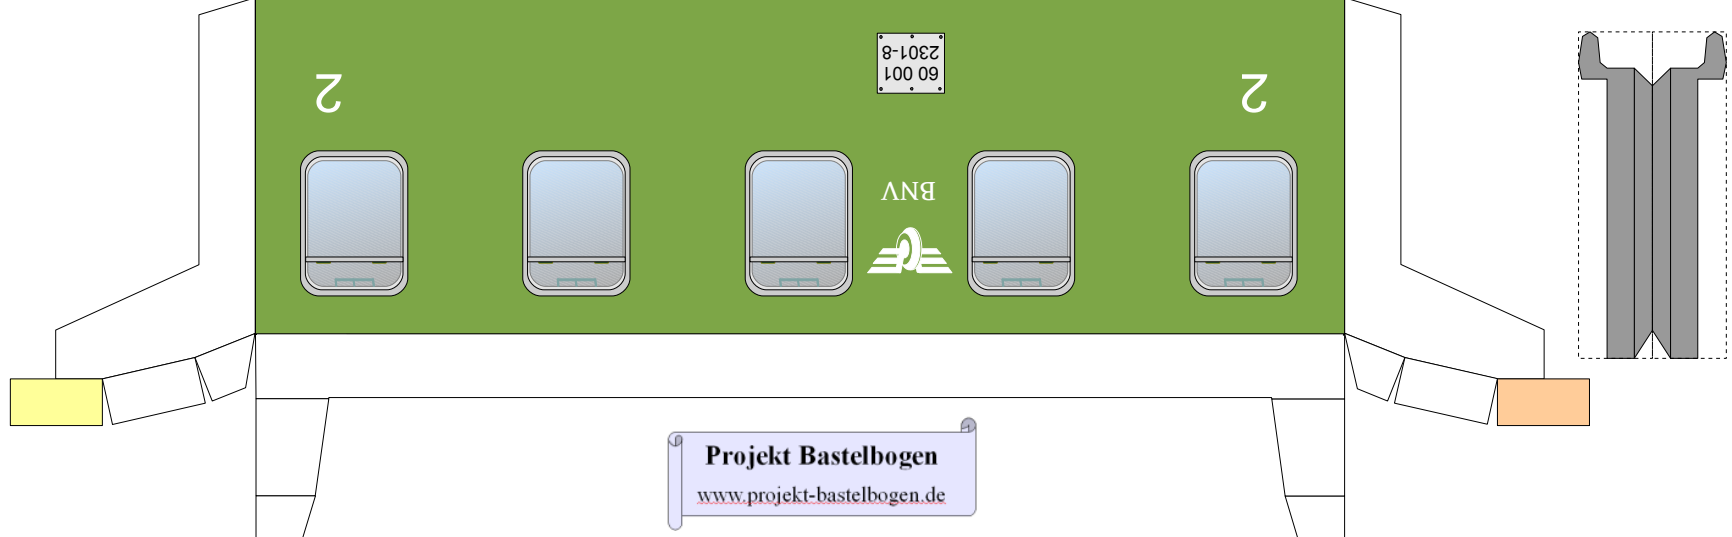 2
60 001
2301-8
2
BNV
Projekt Bastelbogen
www.projekt-bastelbogen.de